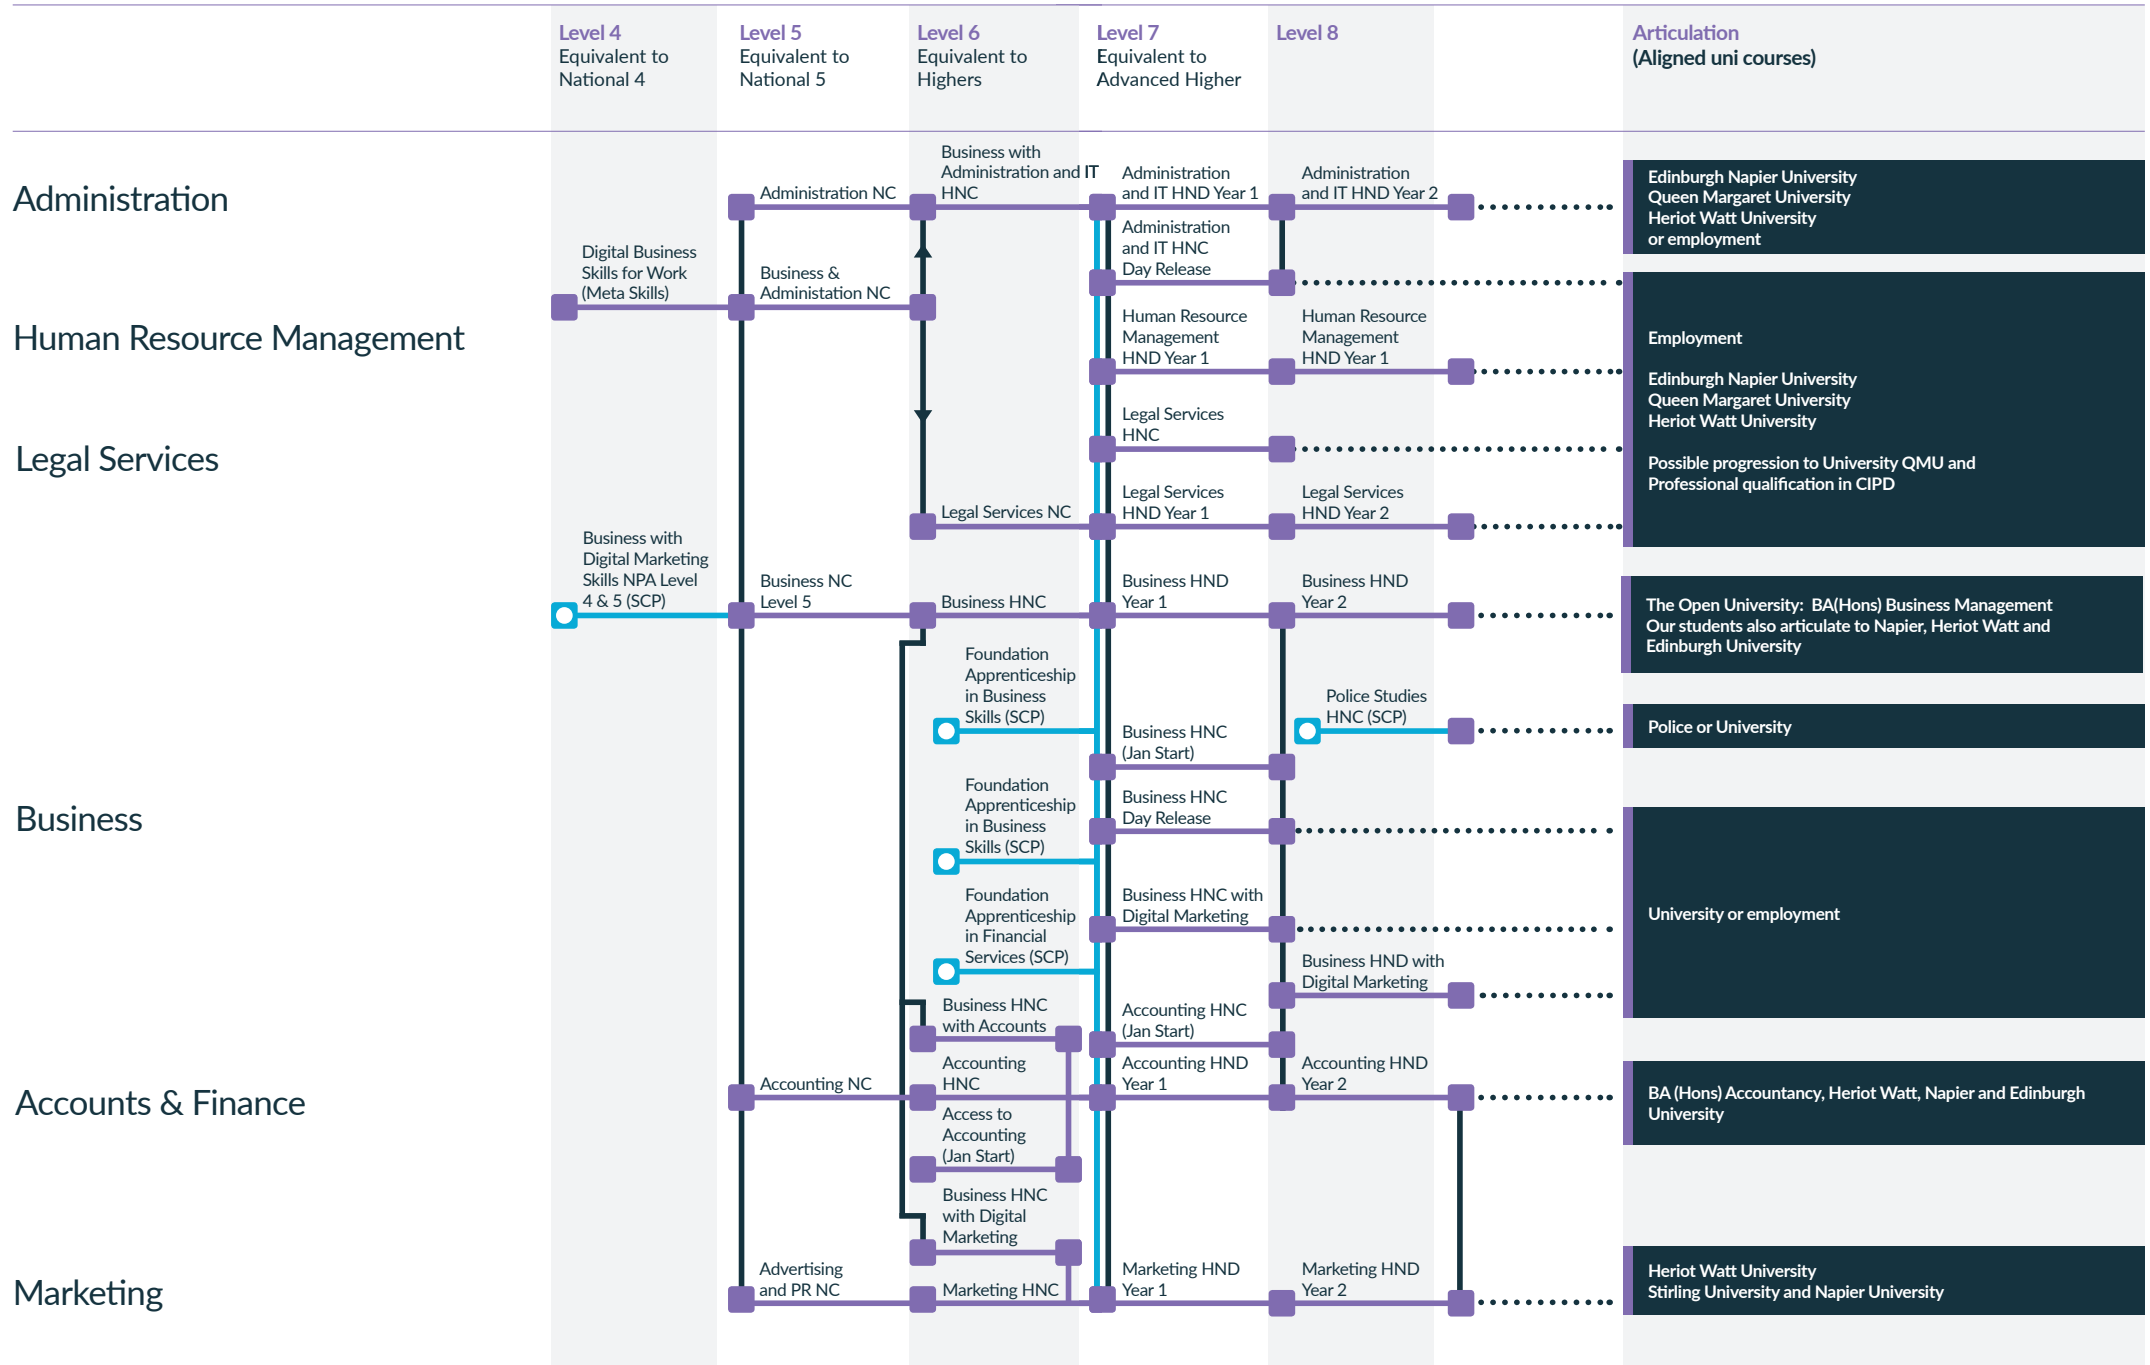 Level 4
Equivalent to
National 4
Level 5
Equivalent to
National 5
Level 6
Equivalent to
Highers
Level 7
Equivalent to
Advanced Higher
Level 8
Articulation
(Aligned uni courses)
Administration
Administration NC
Business with
Administration and IT
HNC
Administration
and IT HND Year 1
Administration
and IT HND Year 2
Edinburgh Napier University
Queen Margaret University
Heriot Watt University
or employment
Administration
and IT HNC
Day Release
Digital Business
Skills for Work
(Meta Skills)
Business &
Administation NC
Human Resource Management
Human Resource
Management
HND Year 1
Human Resource
Management
HND Year 1
Employment
Edinburgh Napier University
Queen Margaret University
Heriot Watt University
Possible progression to University QMU and
Professional qualification in CIPD
Legal Services
Legal Services
HNC
Legal Services NC
Legal Services
HND Year 1
Legal Services
HND Year 2
Business with
Digital Marketing
Skills NPA Level
4 & 5 (SCP)
Business NC
Level 5
Business HNC
Business HND
Year 1
Business HND
Year 2
The Open University:  BA(Hons) Business Management
Our students also articulate to Napier, Heriot Watt and
Edinburgh University
Foundation
Apprenticeship
in Business
Skills (SCP)
Police Studies
HNC (SCP)
Police or University
Business HNC
(Jan Start)
Business
Foundation
Apprenticeship
in Business
Skills (SCP)
Business HNC
Day Release
Foundation
Apprenticeship
in Financial
Services (SCP)
Business HNC with
Digital Marketing
University or employment
Business HND with
Digital Marketing
Business HNC
with Accounts
Accounting HNC
(Jan Start)
Accounts & Finance
Accounting NC
Accounting
HNC
Accounting HND
Year 1
Accounting HND
Year 2
BA (Hons) Accountancy, Heriot Watt, Napier and Edinburgh
University
Access to
Accounting
(Jan Start)
Business HNC
with Digital
Marketing
Marketing
Advertising
and PR NC
Marketing HNC
Marketing HND
Year 1
Marketing HND
Year 2
Heriot Watt University
Stirling University and Napier University